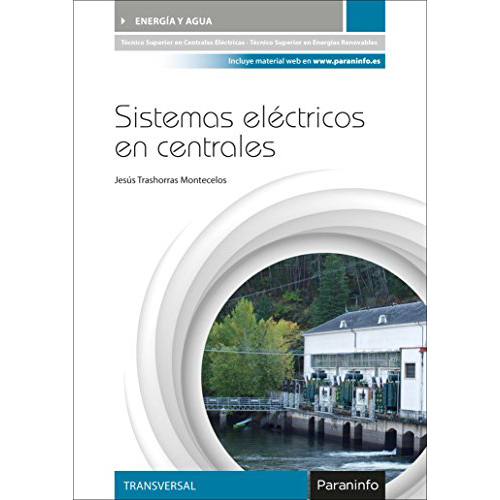 ENERGÍA Y AGUA
Técnico Superior en Centrales Eléctricas - Técnico Superior en Energías Renovables
Incluye material web en www.paraninfo.es
Sistemas eléctricos
en centrales
Jesús Trashorras Montecelos
TRANSVERSAL
Paraninfo